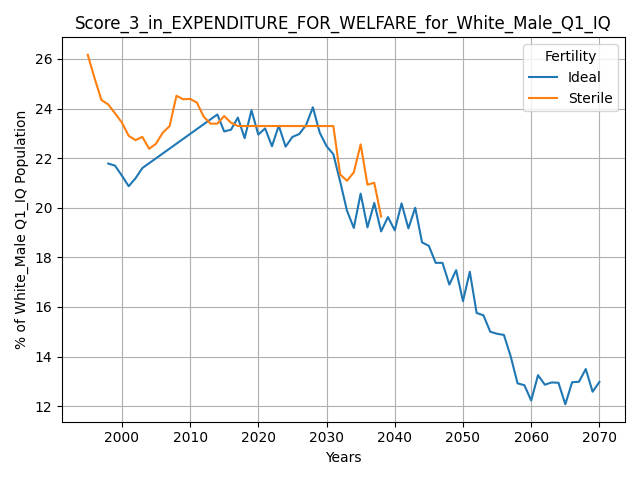 Score_3_in_EXPENDITURE_FOR_WELFARE_for_White_Male_Q1_IQ
Fertility
Ideal
Sterile
% of White_Male Q1_IQ Population
26
24
22
20
18
16
14
12
2000 2010 2020 2030 2040 2050 2060 2070
Years